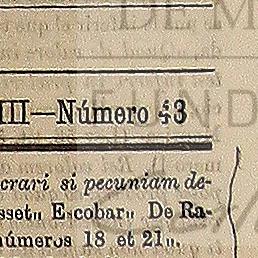 III—Número 43
crari si pecuniam de-
sset„ Escobar„ De Ra-
números 18 et 21„.